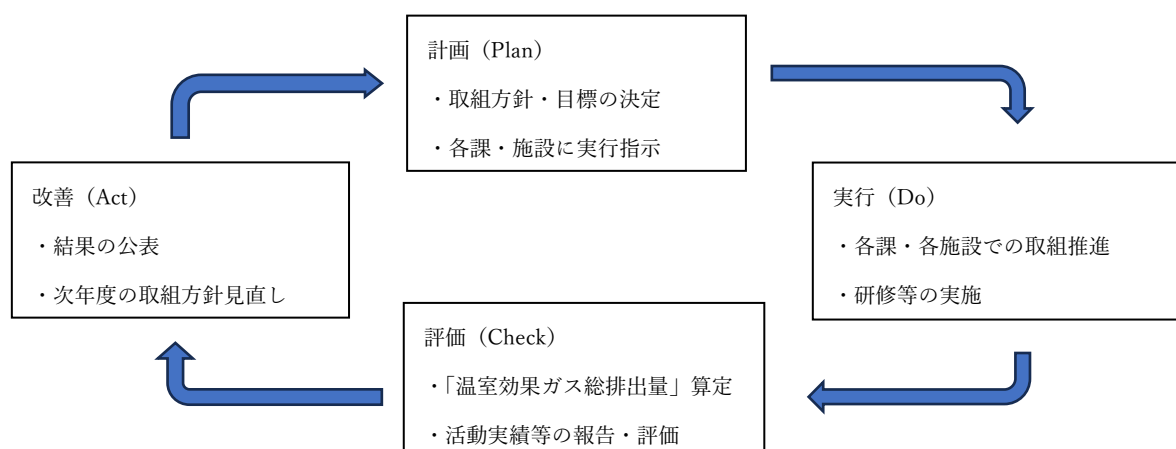 計画（Plan）
・取組方針・目標の決定
・各課・施設に実行指示
改善（Act）
・結果の公表
・次年度の取組方針見直し
実行（Do）
・各課・各施設での取組推進
・研修等の実施
評価（Check）
・「温室効果ガス総排出量」算定
・活動実績等の報告・評価